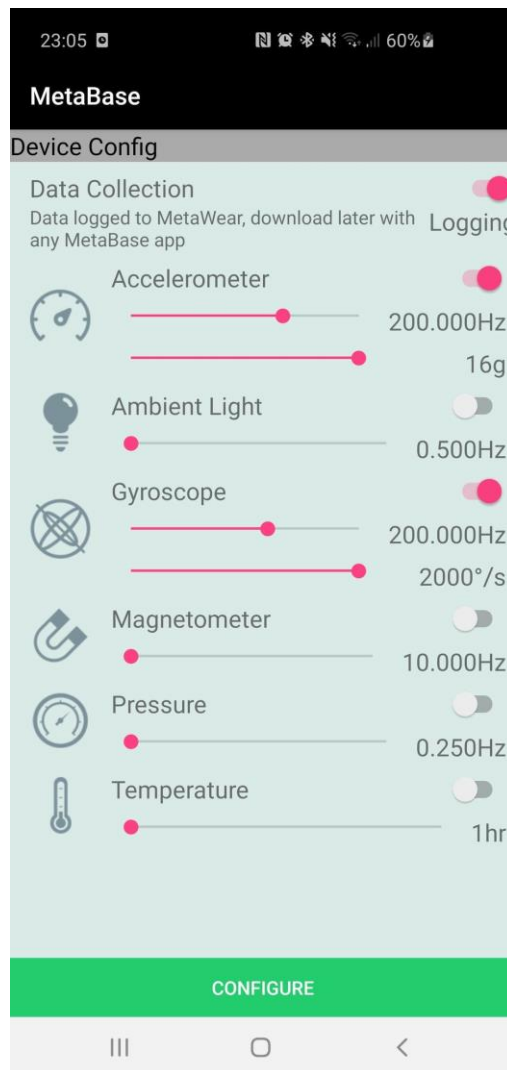 23:05 60%
MetaBase
Device Config
Data Collection
Data logged to MetaWear, download later with Logging
any MetaBase app
Accelerometer
200.000Hz
16g
Ambient Light
0.500Hz
Gyroscope
200.000Hz
2000°/s
Magnetometer
10.000Hz
Pressure
0.250Hz
Temperature
1hr
CONFIGURE